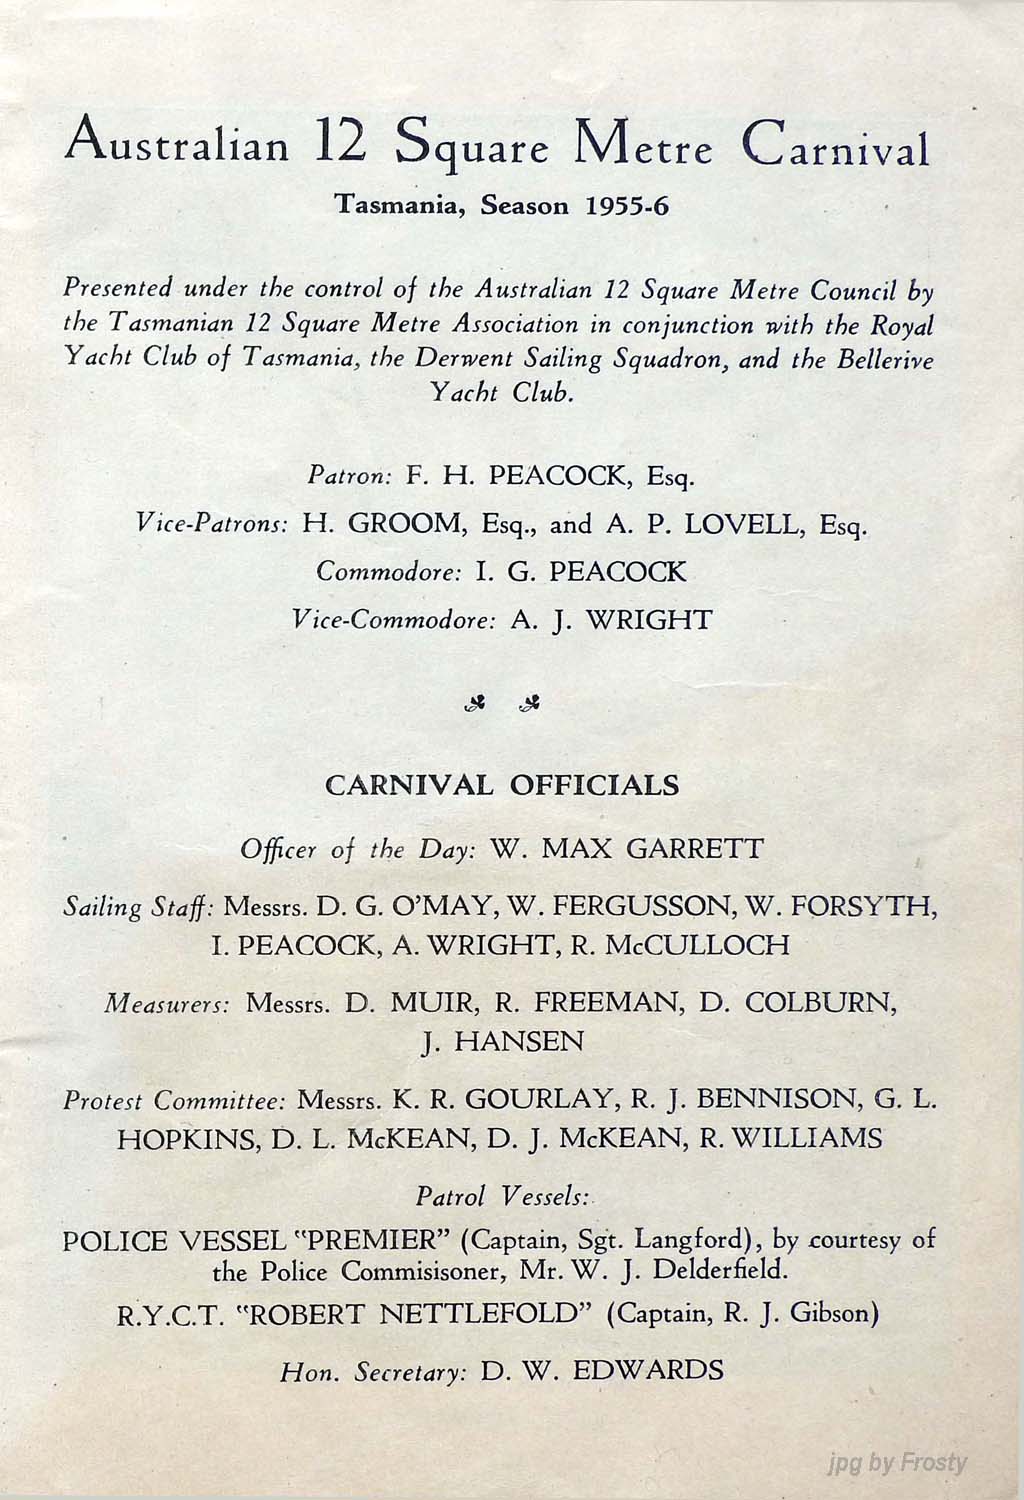 Australian 12 Square Metre Carnival
Tasmania, Season 1955-6
Presented under the control of the Australian 12 Square Metre Council by
the Tasmanian 12 Square Metre Association in conjunction with the Royal
Yacht Club of Tasmania, the Derwent Sailing Squadron, and the Bellerive
Yacht Club.
Patron: F. H. PEACOCK, Esq.
Vice-Patrons: H. GROOM, Esq., and A. P. LOVELL, Esq.
Commodore: I. G. PEACOCK
Vice-Commodore: A. J. WRIGHT
CARNIVAL OFFICIALS
Officer of the Day: W. MAX GARRETT
Sailing Staff: Messrs. D. G. O'MAY, W. FERGUSSON, W. FORSYTH,
I. PEACOCK, A. WRIGHT, R. McCULLOCH
Measurers: Messrs. D. MUIR, R. FREEMAN, D. COLBURN,
J. HANSEN
Protest Committee: Messrs. K. R. GOURLAY, R. J. BENNISON, G. L.
HOPKINS, D. L. McKEAN, D. J. McKEAN, R. WILLIAMS
Patrol Vessels:
POLICE VESSEL "PREMIER" (Captain, Sgt. Langford), by courtesy of
the Police Commisisoner, Mr. W. J. Delderfield.
R.Y.C.T. "ROBERT NETTLEFOLD" (Captain, R. J. Gibson)
Hon. Secretary: D. W. EDWARDS
jpg by Frosty